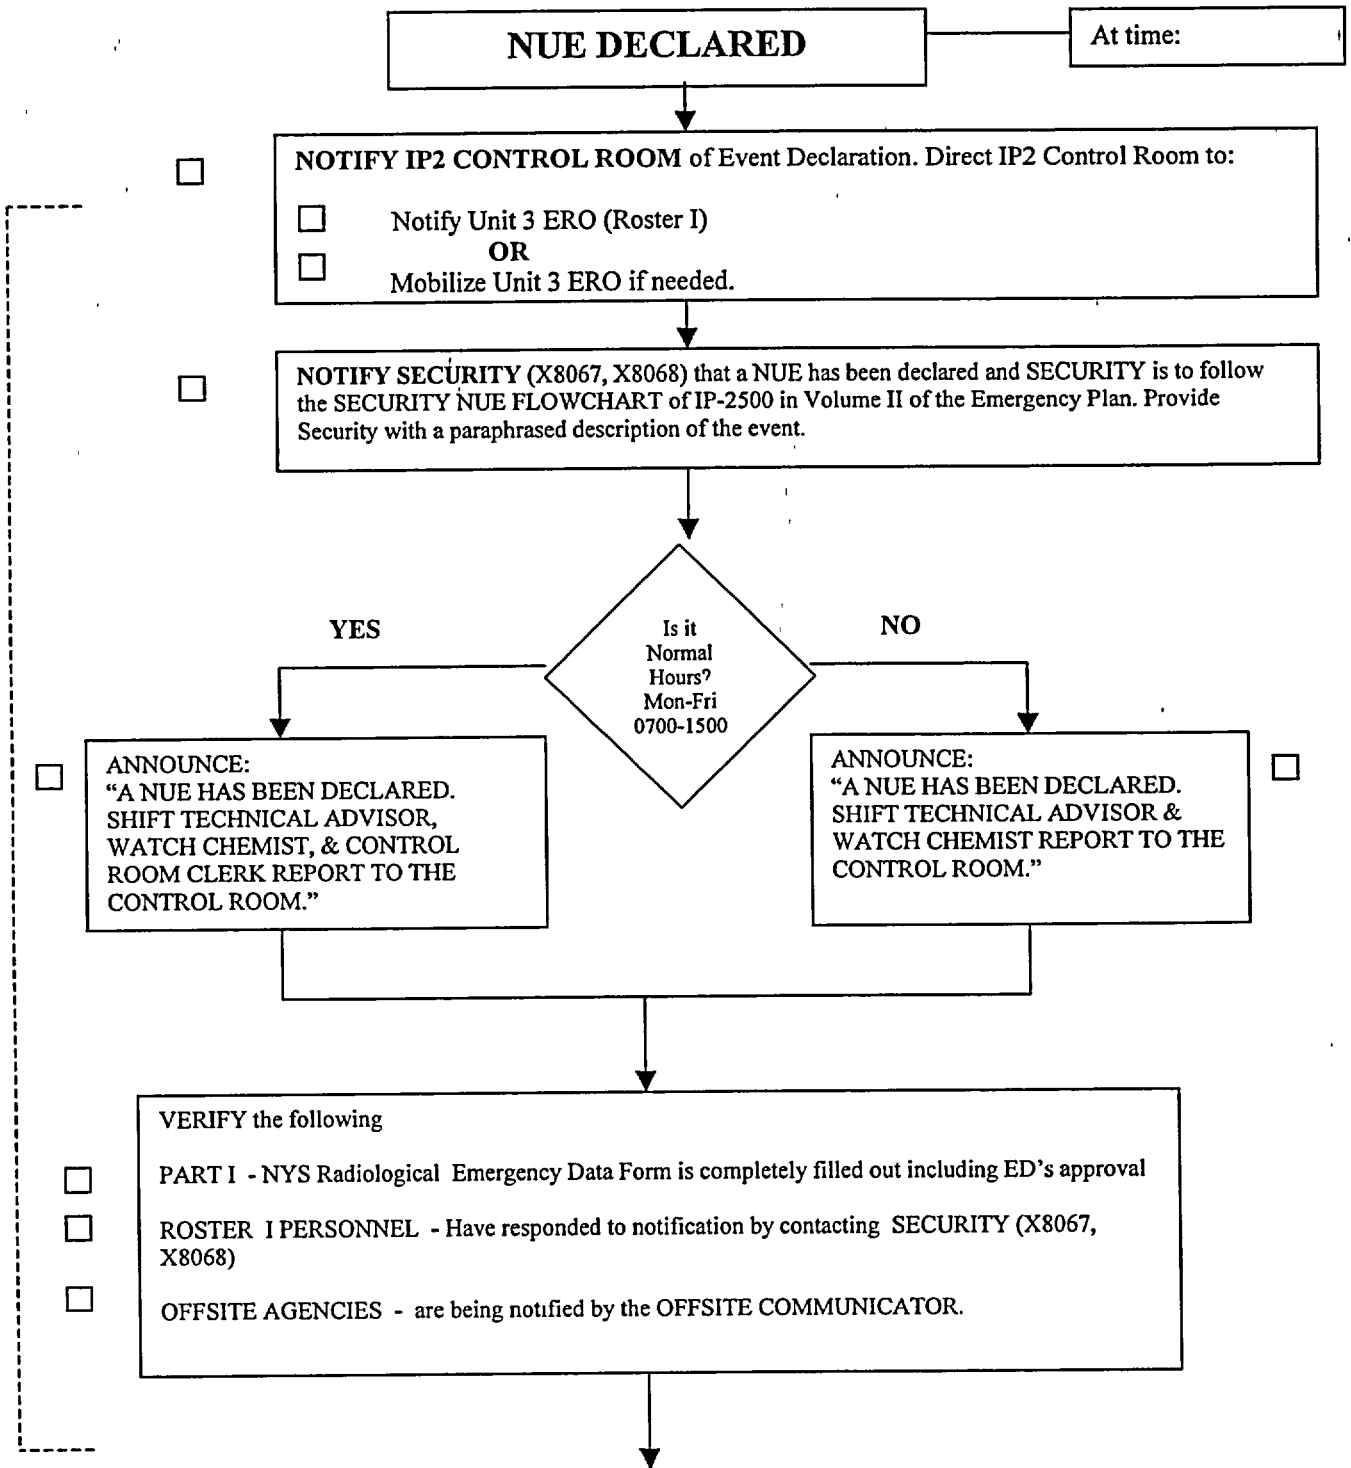 NUE DECLARED
At time:
NOTIFY IP2 CONTROL ROOM of Event Declaration. Direct IP2 Control Room to:
Notify Unit 3 ERO (Roster I)
OR
Mobilize Unit 3 ERO if needed.
NOTIFY SECURITY (X8067, X8068) that a NUE has been declared and SECURITY is to follow
the SECURITY NUE FLOWCHART of IP-2500 in Volume II of the Emergency Plan. Provide
Security with a paraphrased description of the event.
Is it
Normal
Hours?
Mon-Fri
0700-1500
YES
NO
ANNOUNCE:
“A NUE HAS BEEN DECLARED.
SHIFT TECHNICAL ADVISOR,
WATCH CHEMIST, & CONTROL
ROOM CLERK REPORT TO THE
CONTROL ROOM.”
ANNOUNCE:
“A NUE HAS BEEN DECLARED.
SHIFT TECHNICAL ADVISOR &
WATCH CHEMIST REPORT TO THE
CONTROL ROOM.”
VERIFY the following
PART I - NYS Radiological Emergency Data Form is completely filled out including ED’s approval
ROSTER I PERSONNEL - Have responded to notification by contacting SECURITY (X8067,
X8068)
OFFSITE AGENCIES - are being notified by the OFFSITE COMMUNICATOR.